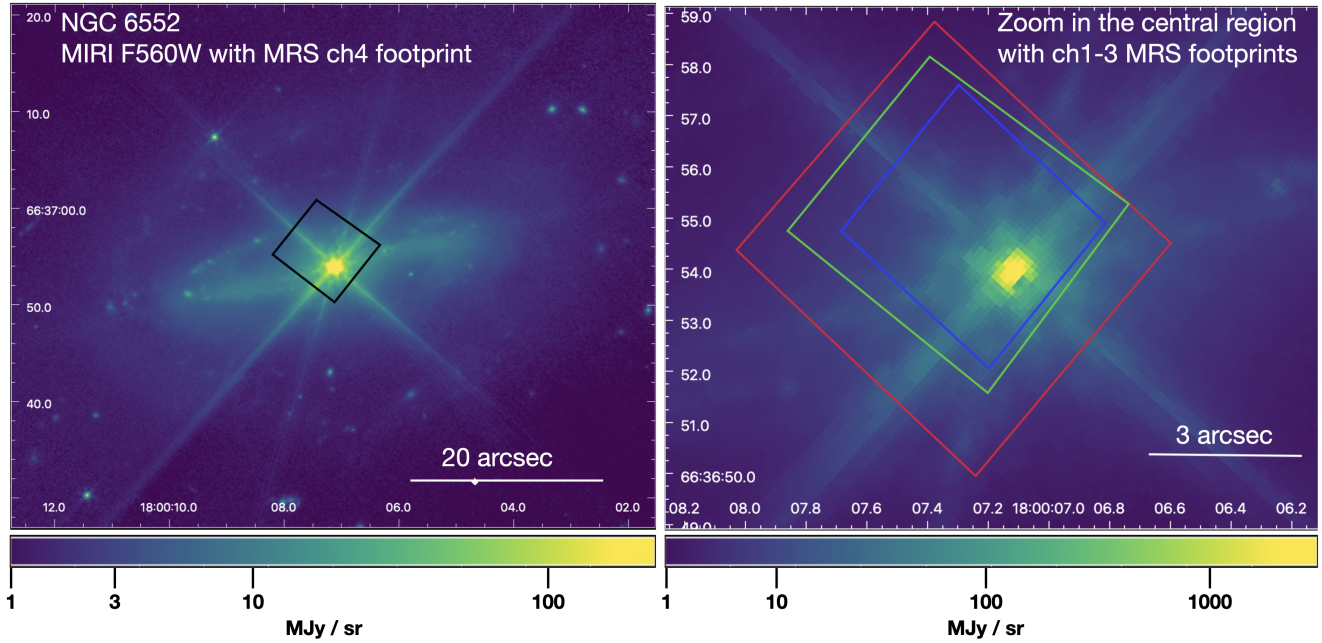 NGC 6552
MIRI F560W with MRS ch4 footprint
20.0
10.0
66:37:00.0
50.0
40.0
20 arcsec
12.0 18:00:10.0 08.0 06.0 04.0 02.0
1 3 10 100
MJy / sr
Zoom in the central region
with ch1-3 MRS footprints
59.0
58.0
57.0
56.0
55.0
54.0
53.0
52.0
51.0
3 arcsec
66:36:50.0
08.2 08.0 07.8 07.6 07.4 07.2 18:00:07.0 06.8 06.6 06.4 06.2
49.0
1 10 100 1000
MJy / sr